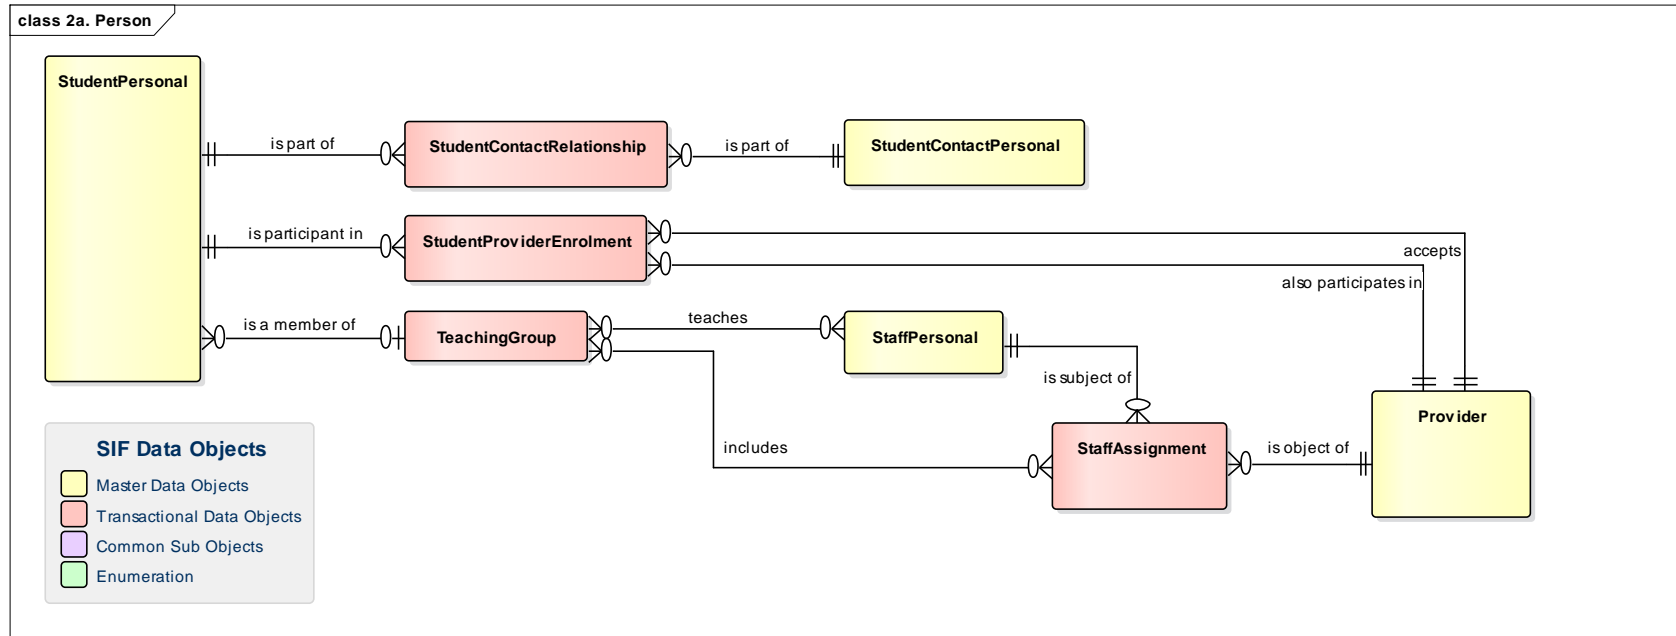 class 2a. Person
StudentPersonal
is part of
StudentContactRelationship
is part of
StudentContactPersonal
is participant in
StudentProviderEnrolment
accepts
also participates in
is a member of
TeachingGroup
teaches
StaffPersonal
is subject of
Provider
includes
StaffAssignment
is object of
SIF Data Objects
Master Data Objects
Transactional Data Objects
Common Sub Objects
Enumeration